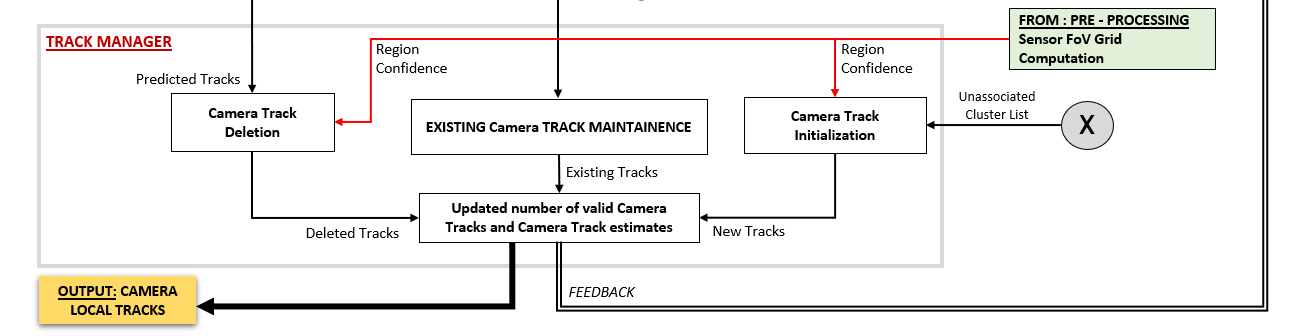 FROM : PRE - PROCESSING
Sensor FoV Grid
Computation
TRACK MANAGER
Region
Confidence
Region
Confidence
Predicted Tracks
Camera Track
Deletion
EXISTING Camera TRACK MAINTAINENCE
Camera Track
Initialization
Unassociated
Cluster List
X
Existing Tracks
Updated number of valid Camera
Tracks and Camera Track estimates
Deleted Tracks
New Tracks
OUTPUT: CAMERA
LOCAL TRACKS
FEEDBACK